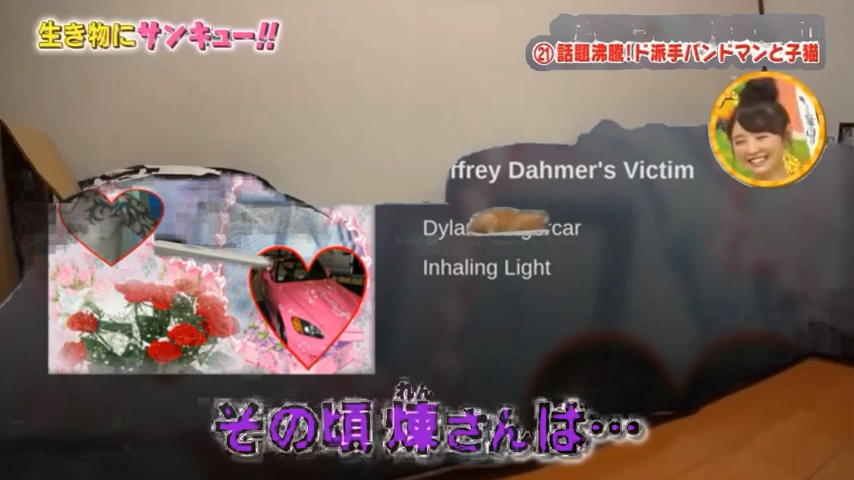 生き物にサンキュー!!
㉑話題沸騰!ド派手バンドマンと子猫
ffrey Dahmer's Victim
car
Inhaling Light
れん
その頃 煉さんは…